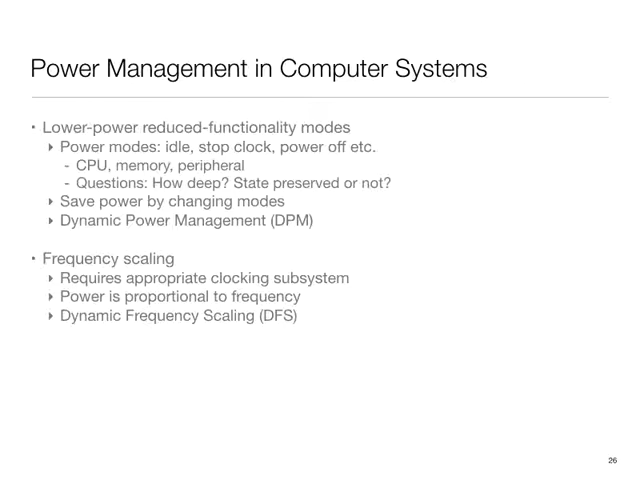 Power Management in Computer Systems
· Lower-power reduced-functionality modes
‣ Power modes: idle, stop clock, power off etc.
- CPU, memory, peripheral
- Questions: How deep? State preserved or not?
‣ Save power by changing modes
‣ Dynamic Power Management (DPM)
· Frequency scaling
‣ Requires appropriate clocking subsystem
‣ Power is proportional to frequency
‣ Dynamic Frequency Scaling (DFS)
26